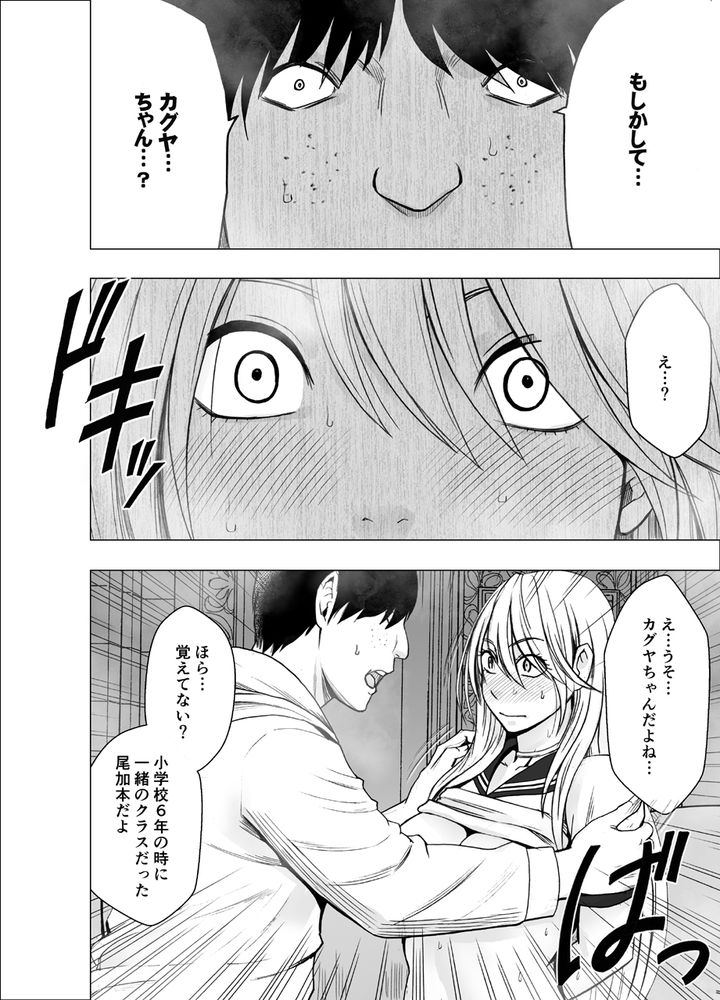 もしかして…
カグヤ…
ちゃん…？
え…？
ドキッ
え…うそ…
カグヤちゃんだよね…
ばっ
ほら…
覚えてない？
小学校６年の時に
一緒のクラスだった
尾加本だよ